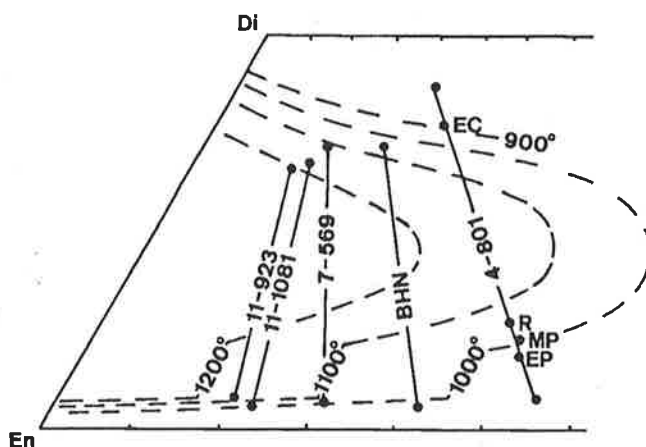 Di
EC
900°
4-801
7-569
11-923
11-1081
BHN
R
MP
EP
1200°
1100°
1000°
En